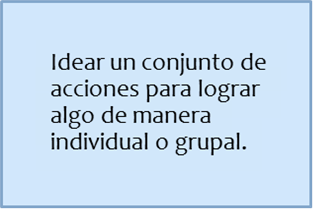 Idear un conjunto de
acciones para lograr
algo de manera
individual o grupal.